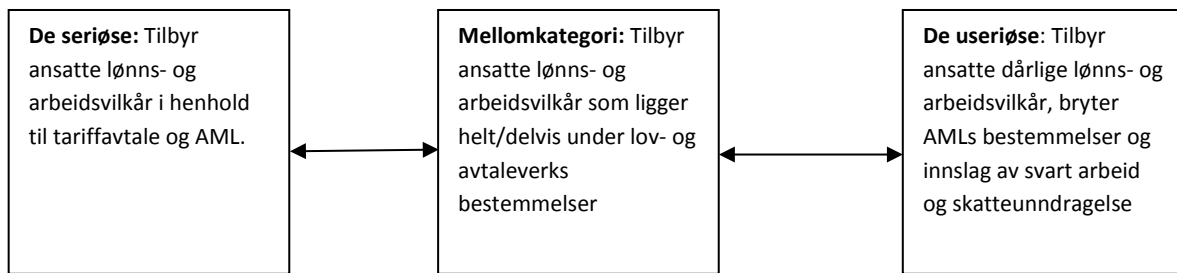 De seriøse: Tilbyr
ansatte lønns- og
arbeidsvilkår i henhold
til tariffavtale og AML.
Mellomkategori: Tilbyr
ansatte lønns- og
arbeidsvilkår som ligger
helt/delvis under lov- og
avtaleverks
bestemmelser
De useriøse: Tilbyr
ansatte dårlige lønns- og
arbeidsvilkår, bryter
AMLs bestemmelser og
innslag av svart arbeid
og skatteunndragelse